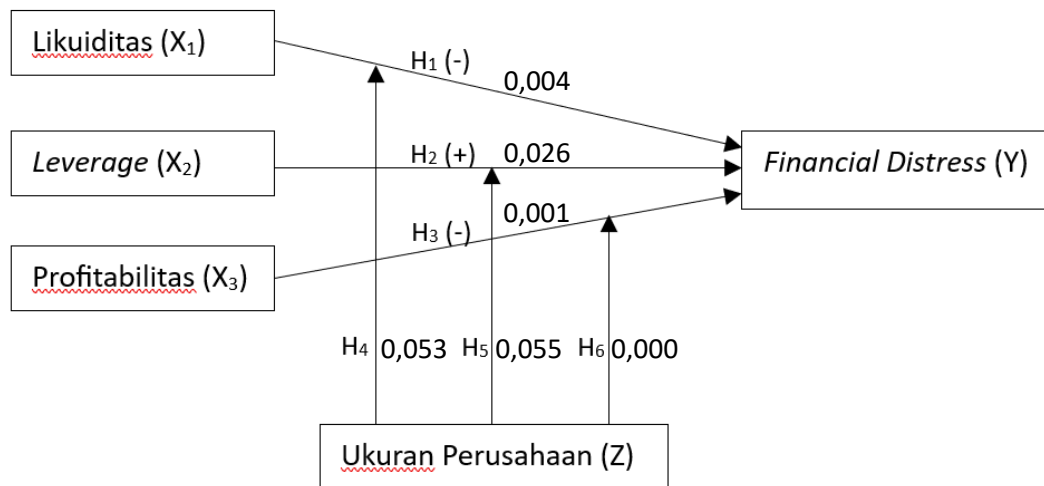 Likuiditas (X₁)
H₁ (-)
0,004
Leverage (X₂)
H₂ (+) 0,026
Financial Distress (Y)
0,001
H₃ (-)
Profitabilitas (X₃)
H₄ 0,053 H₅ 0,055 H₆ 0,000
Ukuran Perusahaan (Z)